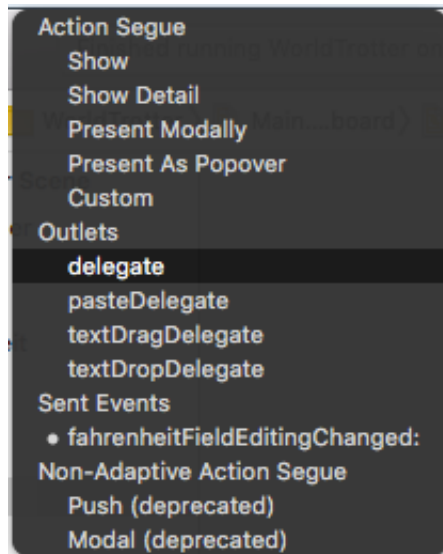 Action Segue
Show
Show Detail
Present Modally
Present As Popover
Custom
Outlets
delegate
pasteDelegate
textDragDelegate
textDropDelegate
Sent Events
• fahrenheitFieldEditingChanged:
Non-Adaptive Action Segue
Push (deprecated)
Modal (deprecated)